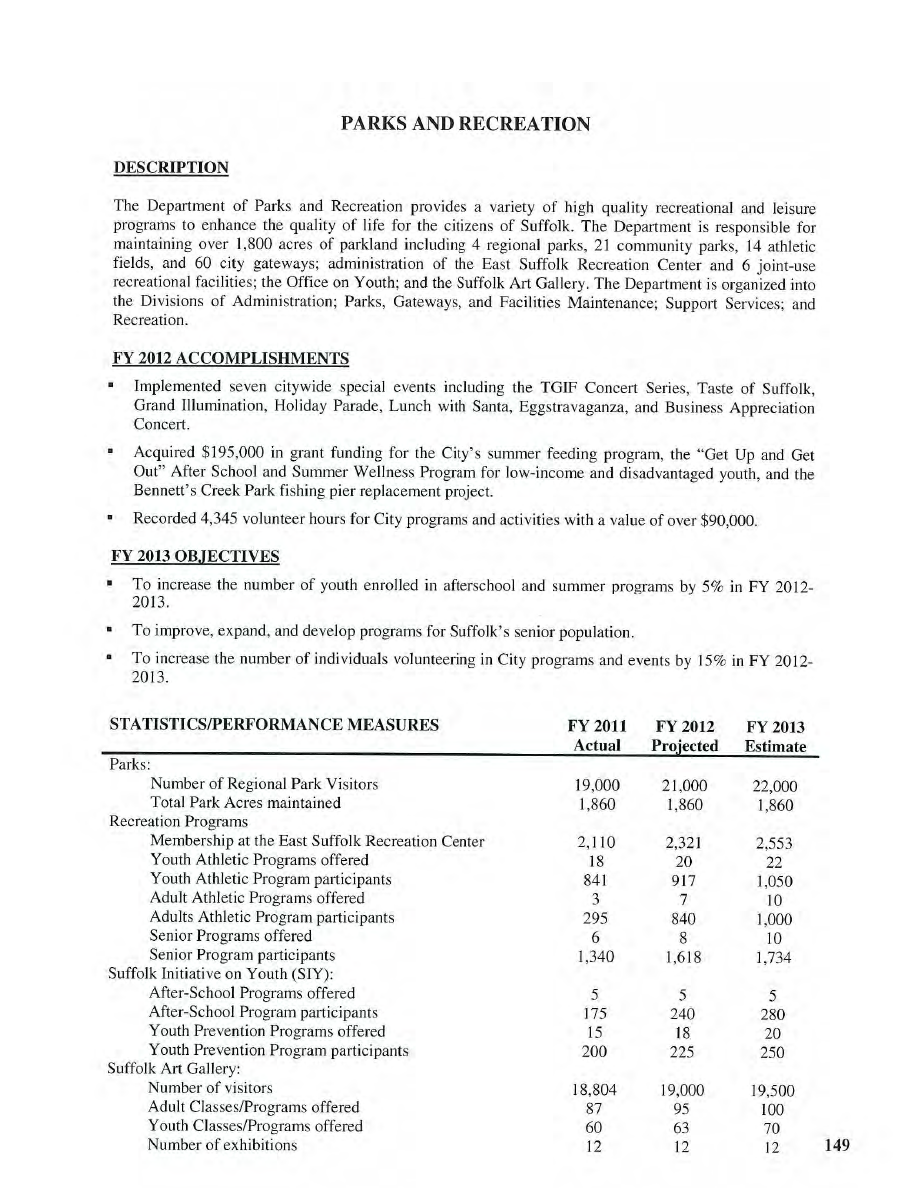 PARKS AND RECREATION
DESCRIPTION
The Department of Parks and Recreation provides a variety of high quality recreational and leisure
programs to enhance the quality of life for the citizens of Suffolk. The Department is responsible for
maintaining over 1,800 acres of parkland including 4 regional parks, 21 community parks, 14 athletic
fields, and 60 city gateways; administration of the East Suffolk Recreation Center and 6 joint-use
recreational facilities; the Office on Youth; and the Suffolk Art Gallery. The Department is organized into
the Divisions of Administration; Parks, Gateways, and Facilities Maintenance; Support Services; and
Recreation.
FY 2012 ACCOMPLISHMENTS
▪ Implemented seven citywide special events including the TGIF Concert Series, Taste of Suffolk,
Grand Illumination, Holiday Parade, Lunch with Santa, Eggstravaganza, and Business Appreciation
Concert.
▪ Acquired $195,000 in grant funding for the City's summer feeding program, the "Get Up and Get
Out" After School and Summer Wellness Program for low-income and disadvantaged youth, and the
Bennett's Creek Park fishing pier replacement project.
▪ Recorded 4,345 volunteer hours for City programs and activities with a value of over $90,000.
FY 2013 OBJECTIVES
▪ To increase the number of youth enrolled in afterschool and summer programs by 5% in FY 2012-
2013.
▪ To improve, expand, and develop programs for Suffolk's senior population.
▪ To increase the number of individuals volunteering in City programs and events by 15% in FY 2012-
2013.
STATISTICS/PERFORMANCE MEASURES FY 2011 FY 2012 FY 2013
Actual Projected Estimate
Parks:
Number of Regional Park Visitors 19,000 21,000 22,000
Total Park Acres maintained 1,860 1,860 1,860
Recreation Programs
Membership at the East Suffolk Recreation Center 2,110 2,321 2,553
Youth Athletic Programs offered 18 20 22
Youth Athletic Program participants 841 917 1,050
Adult Athletic Programs offered 3 7 10
Adults Athletic Program participants 295 840 1,000
Senior Programs offered 6 8 10
Senior Program participants 1,340 1,618 1,734
Suffolk Initiative on Youth (SIY):
After-School Programs offered 5 5 5
After-School Program participants 175 240 280
Youth Prevention Programs offered 15 18 20
Youth Prevention Program participants 200 225 250
Suffolk Art Gallery:
Number of visitors 18,804 19,000 19,500
Adult Classes/Programs offered 87 95 100
Youth Classes/Programs offered 60 63 70
Number of exhibitions 12 12 12 149